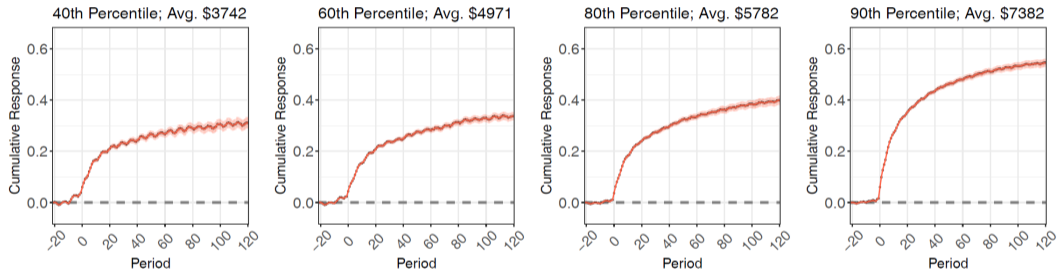 40th Percentile; Avg. $3742
Cumulative Response
0.6
0.4
0.2
0.0
-20 0 20 40 60 80 100 120
Period
60th Percentile; Avg. $4971
Cumulative Response
0.6
0.4
0.2
0.0
-20 0 20 40 60 80 100 120
Period
80th Percentile; Avg. $5782
Cumulative Response
0.6
0.4
0.2
0.0
-20 0 20 40 60 80 100 120
Period
90th Percentile; Avg. $7382
Cumulative Response
0.6
0.4
0.2
0.0
-20 0 20 40 60 80 100 120
Period